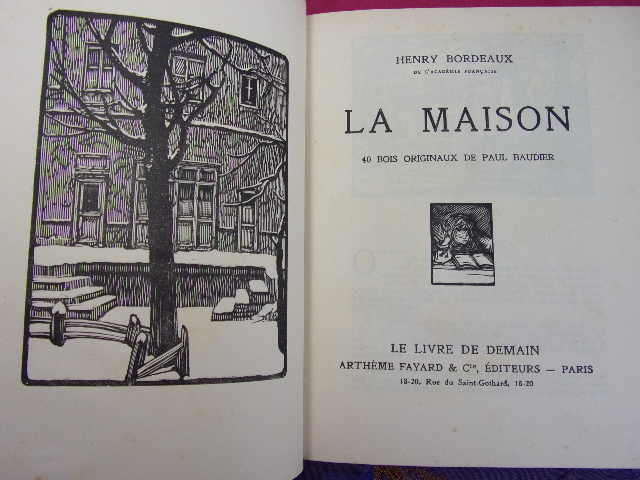 HENRY BORDEAUX
DE L'ACADÉMIE FRANÇAISE
LA MAISON
40 BOIS ORIGINAUX DE PAUL BAUDIER
LE LIVRE DE DEMAIN
ARTHÈME FAYARD & Cie, ÉDITEURS — PARIS
18-20, Rue du Saint-Gothard, 18-20